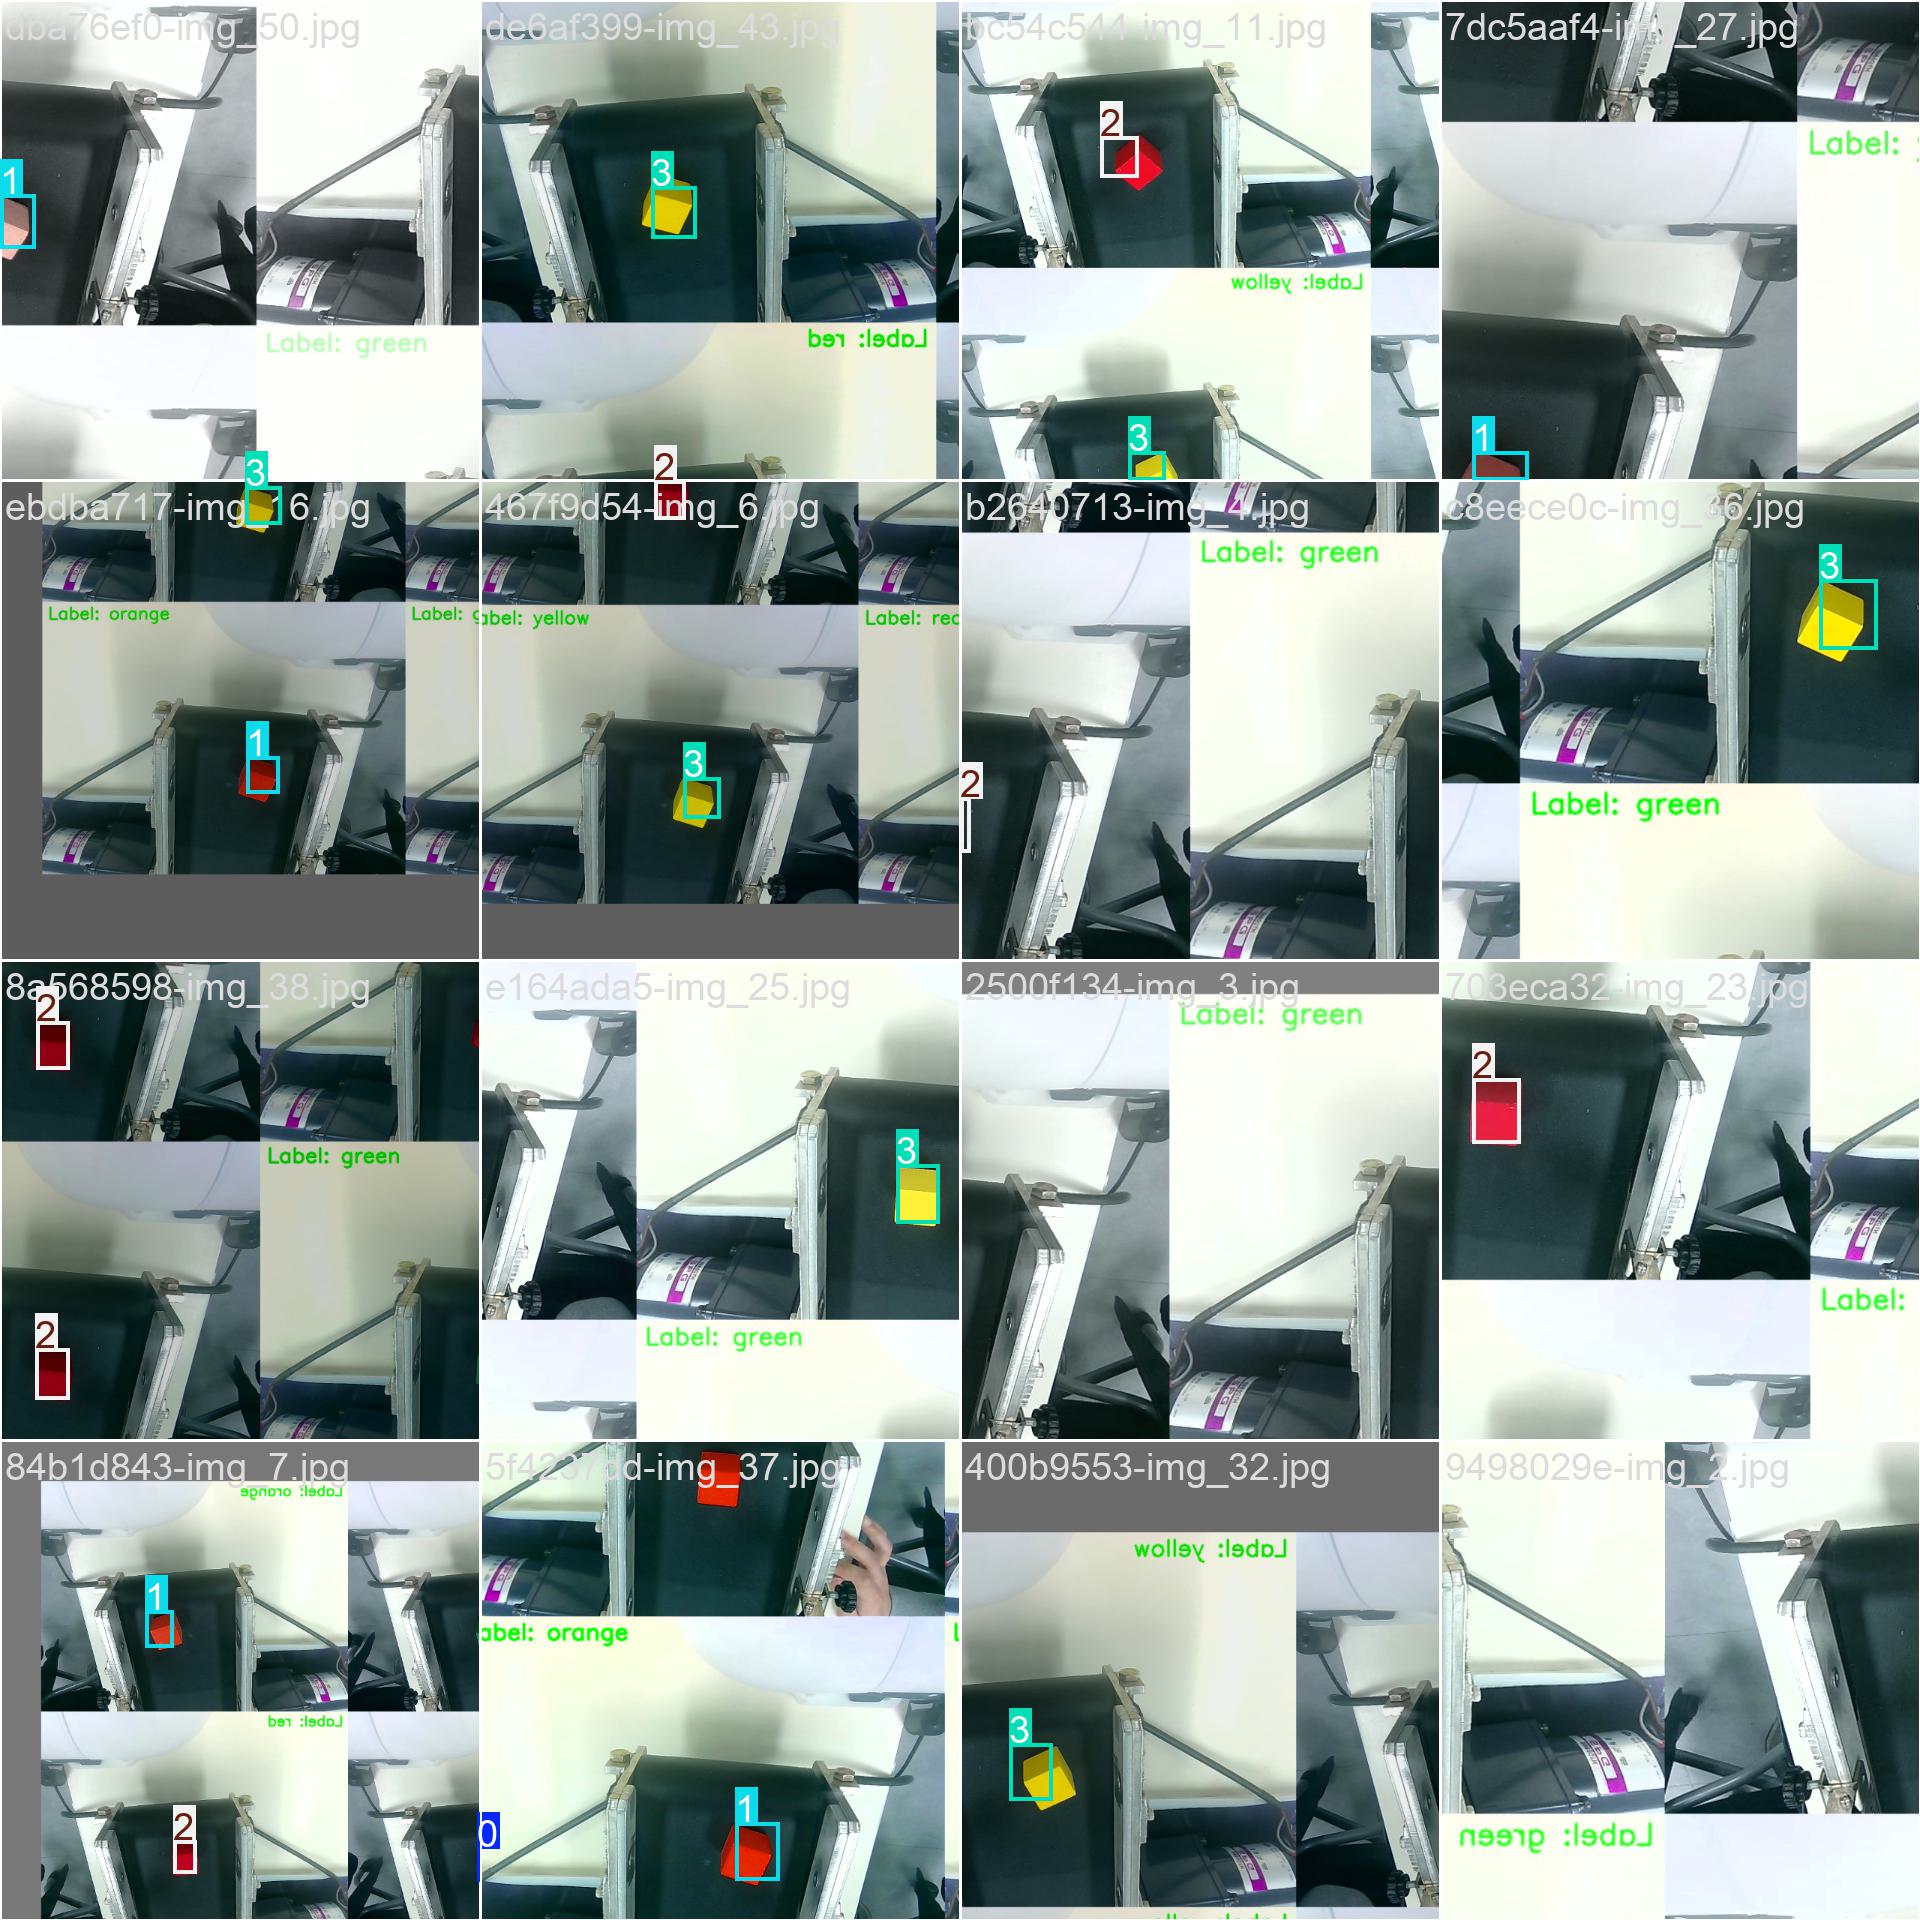 dba76ef0-img_50.jpg
de6af399-img_43.jpg
bc54c544-img_11.jpg
7dc5aaf4-img_27.jpg
1
3
2
Label: y
Label: yellow
Label: green
Label: red
3
1
3
2
ebdba717-img_16.jpg
467f9d54-img_6.jpg
b2640713-img_4.jpg
c8eece0c-img_36.jpg
Label: green
3
Label: orange
Label: g
abel: yellow
Label: red
1
3
2
Label: green
8a568598-img_38.jpg
e164ada5-img_25.jpg
2500f134-img_3.jpg
703eca32-img_23.jpg
2
Label: green
2
3
Label: green
Label: green
2
Label:
84b1d843-img_7.jpg
5f4237dd-img_37.jpg
400b9553-img_32.jpg
9498029e-img_2.jpg
Label: orange
1
Label: red
2
abel: orange
0
1
Label: yellow
3
Label: green